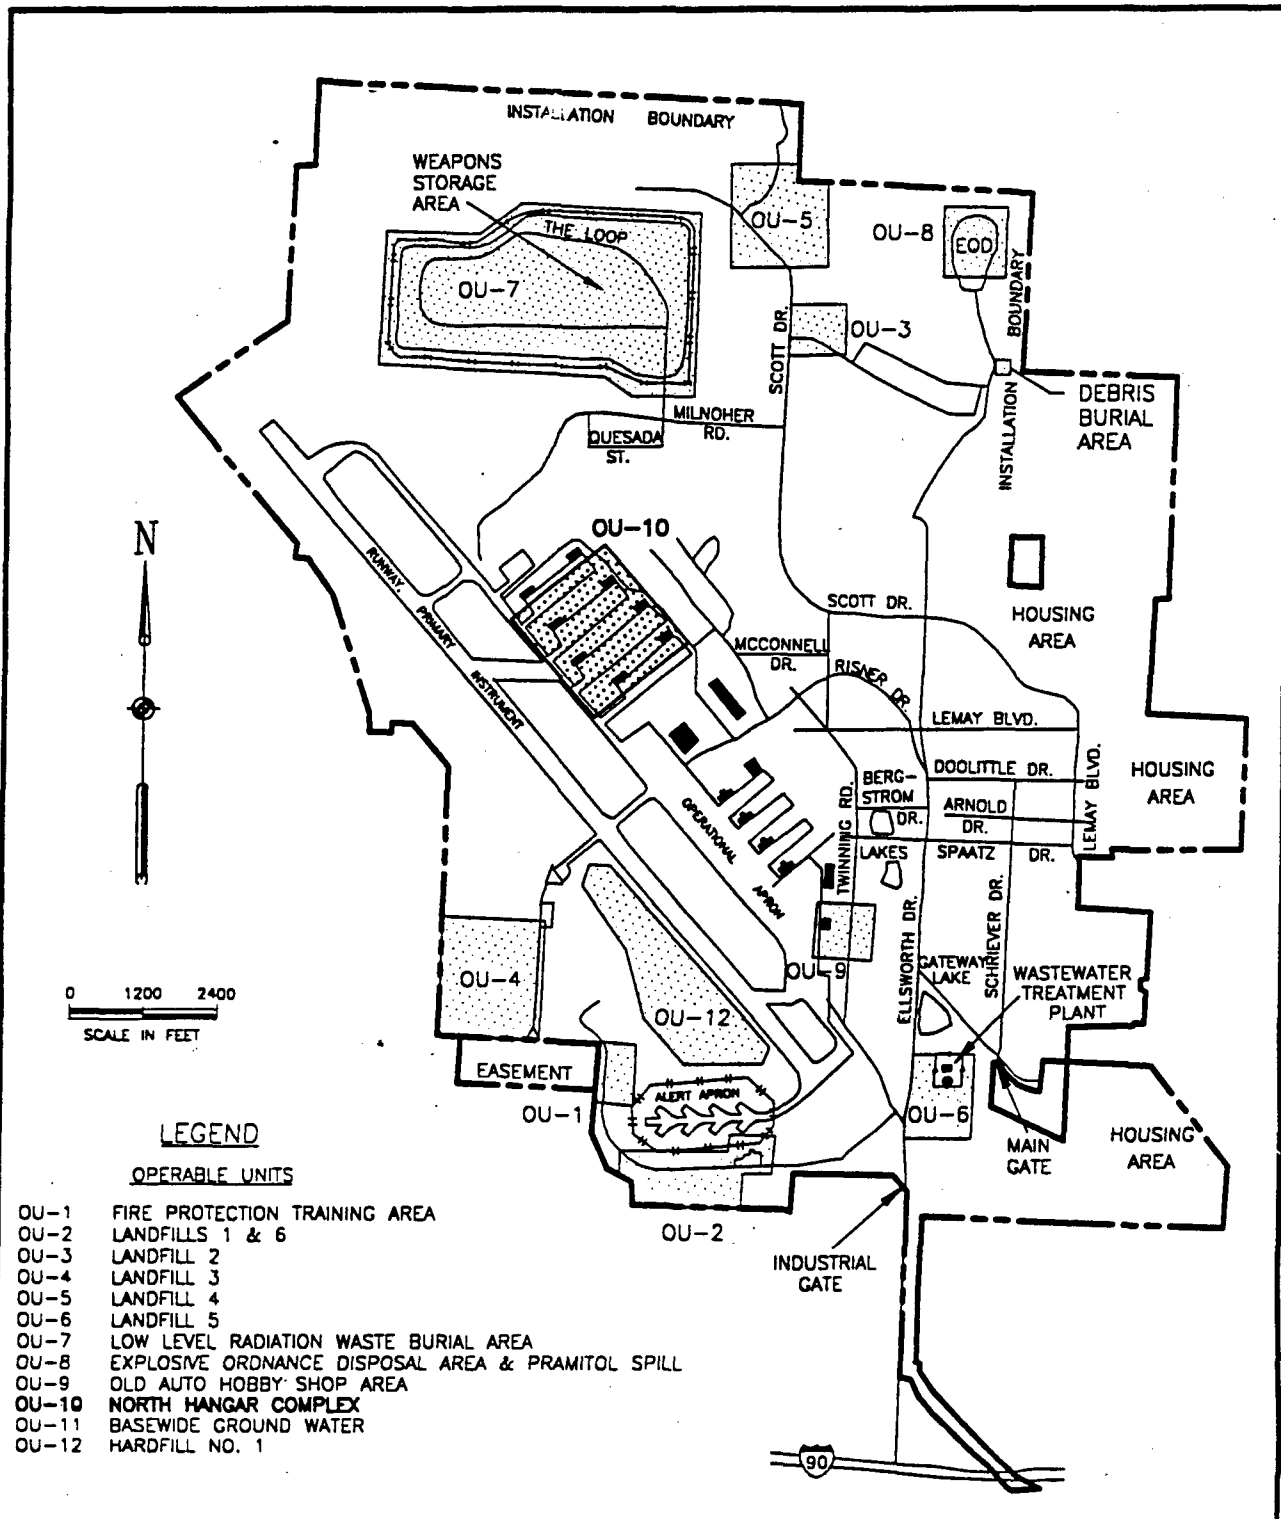 INSTALLATION BOUNDARY
WEAPONS
STORAGE
AREA
THE LOOP
OU-7
OU-5
OU-8
EOD
BOUNDARY
INSTALLATION
OU-3
SCOTT DR.
DEBRIS
BURIAL
AREA
MILNOHER
RD.
QUESADA
ST.
N
OU-10
RUNWAY.
PRIMARY
INSTRUMENT
SCOTT DR.
HOUSING
AREA
MCCONNELL
DR.
RISNER DR.
LEMAY BLVD.
DOOLITTLE DR.
HOUSING
AREA
LEMAY BLVD.
BERG-
STROM
DR.
ARNOLD
DR.
OPERATIONAL
APRON
TWINNING RD.
LAKES
SPAATZ DR.
ELLSWORTH DR.
SCHRIEVER DR.
OU-4
OU-9
GATEWAY
LAKE
WASTEWATER
TREATMENT
PLANT
0 1200 2400
SCALE IN FEET
OU-12
EASEMENT
ALERT APRON
OU-1
OU-6
MAIN
GATE
HOUSING
AREA
OU-2
INDUSTRIAL
GATE
LEGEND
OPERABLE UNITS
OU-1 FIRE PROTECTION TRAINING AREA
OU-2 LANDFILLS 1 & 6
OU-3 LANDFILL 2
OU-4 LANDFILL 3
OU-5 LANDFILL 4
OU-6 LANDFILL 5
OU-7 LOW LEVEL RADIATION WASTE BURIAL AREA
OU-8 EXPLOSIVE ORDNANCE DISPOSAL AREA & PRAMITOL SPILL
OU-9 OLD AUTO HOBBY SHOP AREA
OU-10 NORTH HANGAR COMPLEX
OU-11 BASEWIDE GROUND WATER
OU-12 HARDFILL NO. 1
90